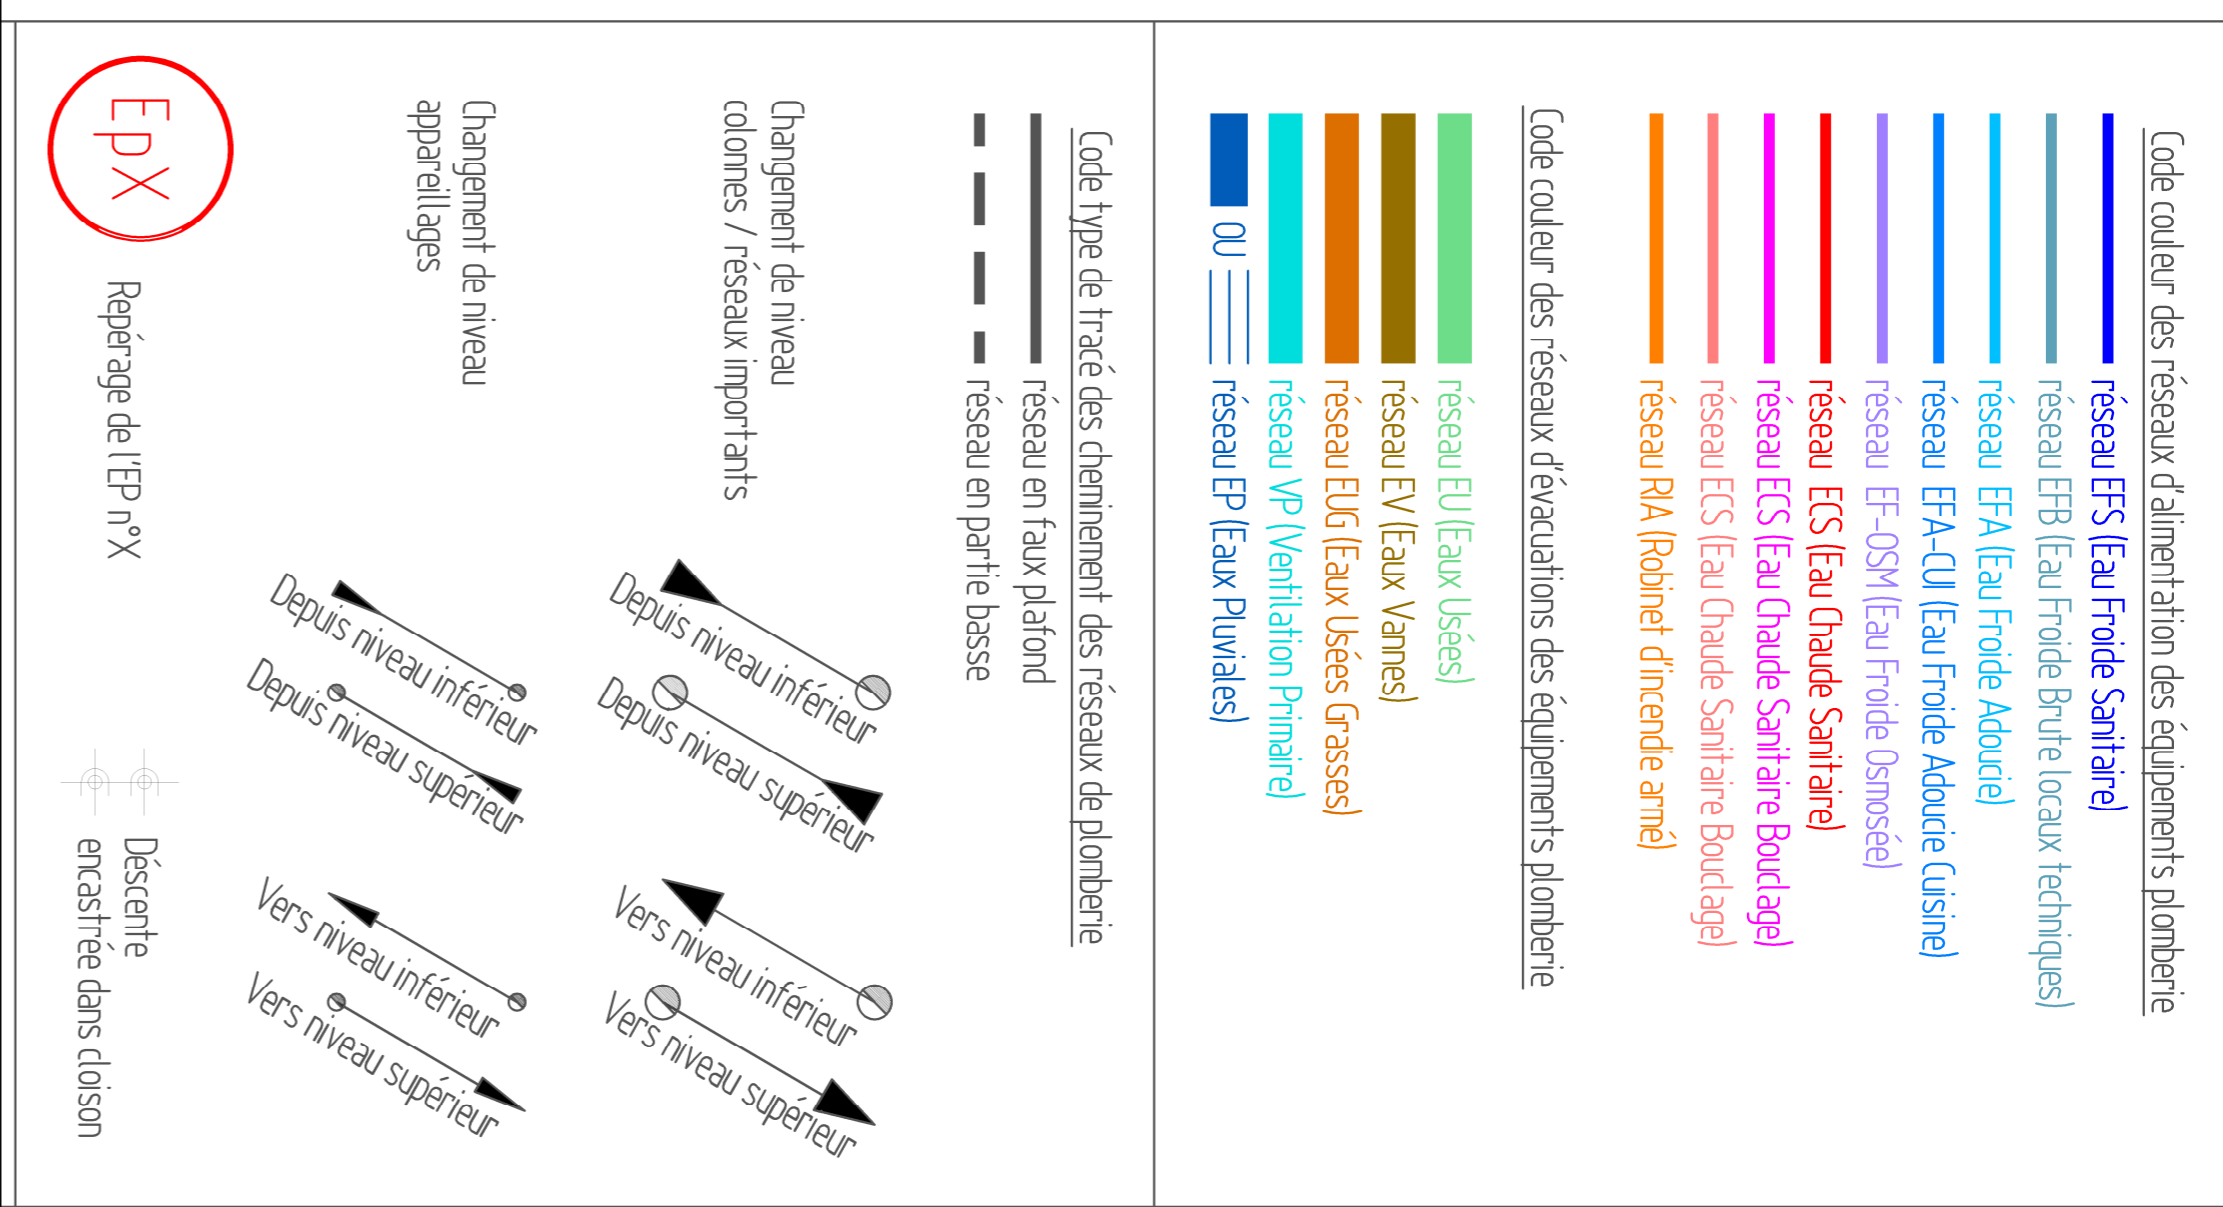 Code couleur des réseaux d'alimentation des équipements plomberie
réseau EFS (Eau Froide Sanitaire)
réseau EFB (Eau Froide Brute locaux techniques)
réseau EFA (Eau Froide Adoucie)
réseau EFA-CUI (Eau Froide Adoucie Cuisine)
réseau EF-OSM (Eau Froide Osmosée)
réseau ECS (Eau Chaude Sanitaire)
réseau ECS (Eau Chaude Sanitaire Bouclage)
réseau ECS (Eau Chaude Sanitaire Bouclage)
réseau RIA (Robinet d'incendie armé)
Code couleur des réseaux d'évacuations des équipements plomberie
réseau EU (Eaux Usées)
réseau EV (Eaux Vannes)
réseau EUG (Eaux Usées Grasses)
réseau VP (Ventilation Primaire)
OU réseau EP (Eaux Pluviales)
Code type de tracé des cheminement des réseaux de plomberie
réseau en faux plafond
réseau en partie basse
Changement de niveau
colonnes / réseaux importants
Depuis niveau supérieur
Depuis niveau inférieur
Vers niveau supérieur
Vers niveau inférieur
Changement de niveau
appareillages
Depuis niveau supérieur
Depuis niveau inférieur
Vers niveau supérieur
Vers niveau inférieur
EpX
Repérage de l'EP n°X
Déscente
encastrée dans cloison